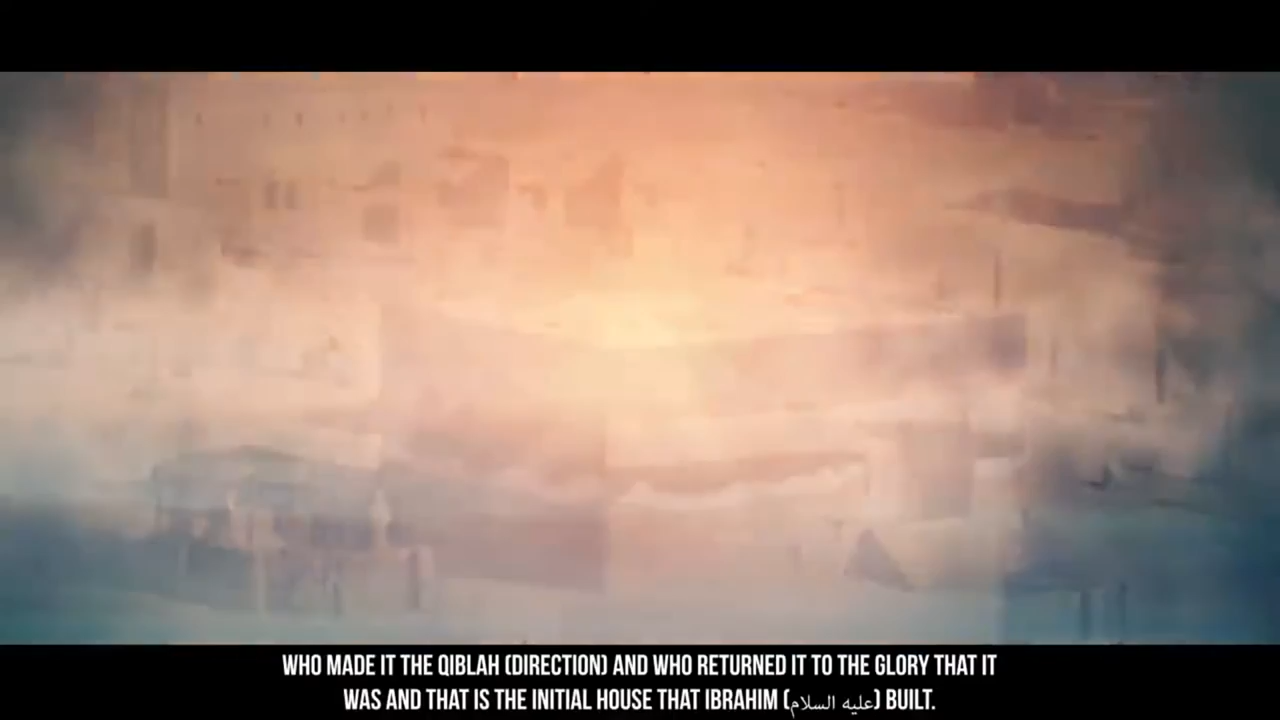 WHO MADE IT THE QIBLAH (DIRECTION) AND WHO RETURNED IT TO THE GLORY THAT IT
WAS AND THAT IS THE INITIAL HOUSE THAT IBRAHIM (عليه السلام) BUILT.